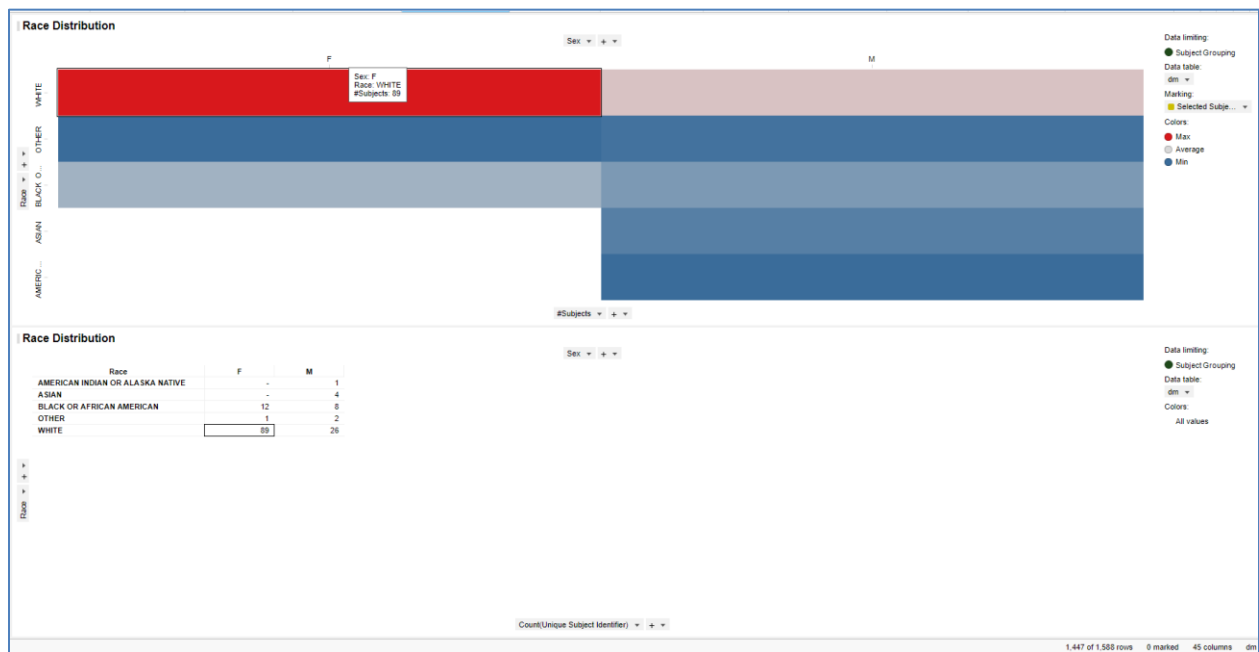 Race Distribution
Sex +
F M
Sex: F
Race: WHITE
#Subjects: 89
WHITE
OTHER
BLACK O...
ASIAN
AMERIC...
Race +
#Subjects +
Data limiting:
Subject Grouping
Data table:
dm
Marking:
Selected Subje...
Colors:
Max
Average
Min
Race Distribution
Sex +
Race F M
AMERICAN INDIAN OR ALASKA NATIVE - 1
ASIAN - 4
BLACK OR AFRICAN AMERICAN 12 8
OTHER 1 2
WHITE 89 26
Race +
Count(Unique Subject Identifier) +
Data limiting:
Subject Grouping
Data table:
dm
Colors:
All values
1,447 of 1,588 rows 0 marked 45 columns dm